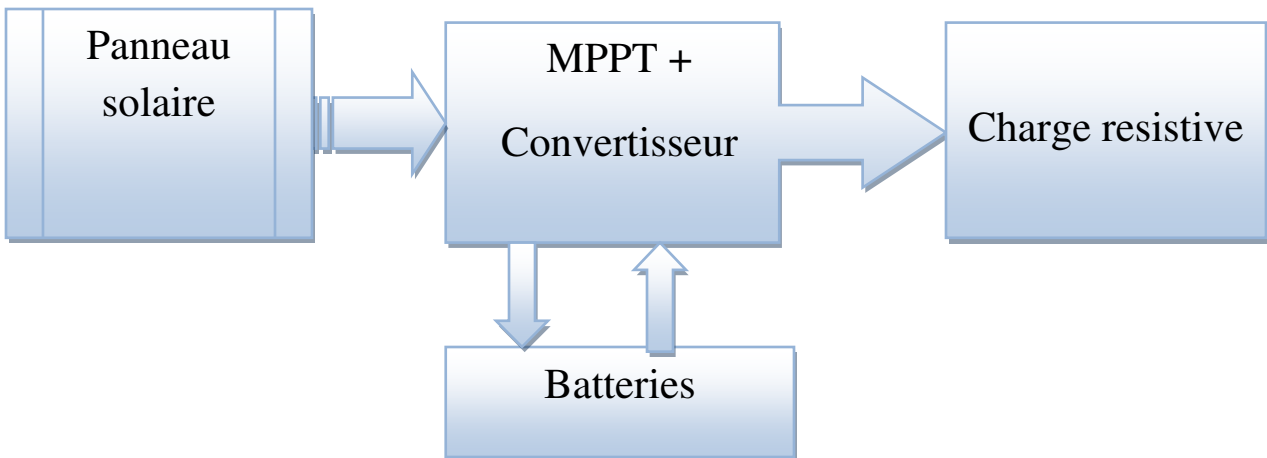 Panneau
solaire
MPPT +
Convertisseur
Charge resistive
Batteries